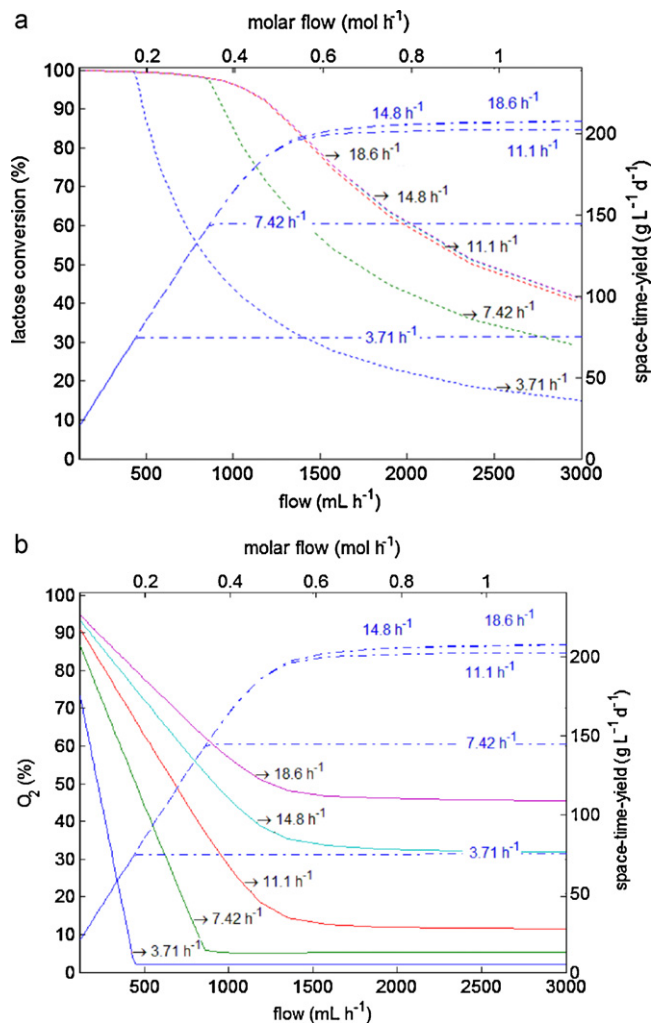 a
molar flow (mol h-1)
0.2 0.4 0.6 0.8 1
100
90
80
70
60
50
40
30
20
10
0
lactose conversion (%)
14.8 h-1
18.6 h-1
11.1 h-1
→ 18.6 h-1
→ 14.8 h-1
7.42 h-1
→ 11.1 h-1
→ 7.42 h-1
3.71 h-1
→ 3.71 h-1
200
150
100
50
0
space-time-yield (g L-1 d-1)
500 1000 1500 2000 2500 3000
flow (mL h-1)
b
molar flow (mol h-1)
0.2 0.4 0.6 0.8 1
100
90
80
70
60
50
40
30
20
10
0
O2 (%)
14.8 h-1
18.6 h-1
11.1 h-1
7.42 h-1
→ 18.6 h-1
→ 14.8 h-1
3.71 h-1
→ 11.1 h-1
→ 7.42 h-1
→ 3.71 h-1
200
150
100
50
0
space-time-yield (g L-1 d-1)
500 1000 1500 2000 2500 3000
flow (mL h-1)